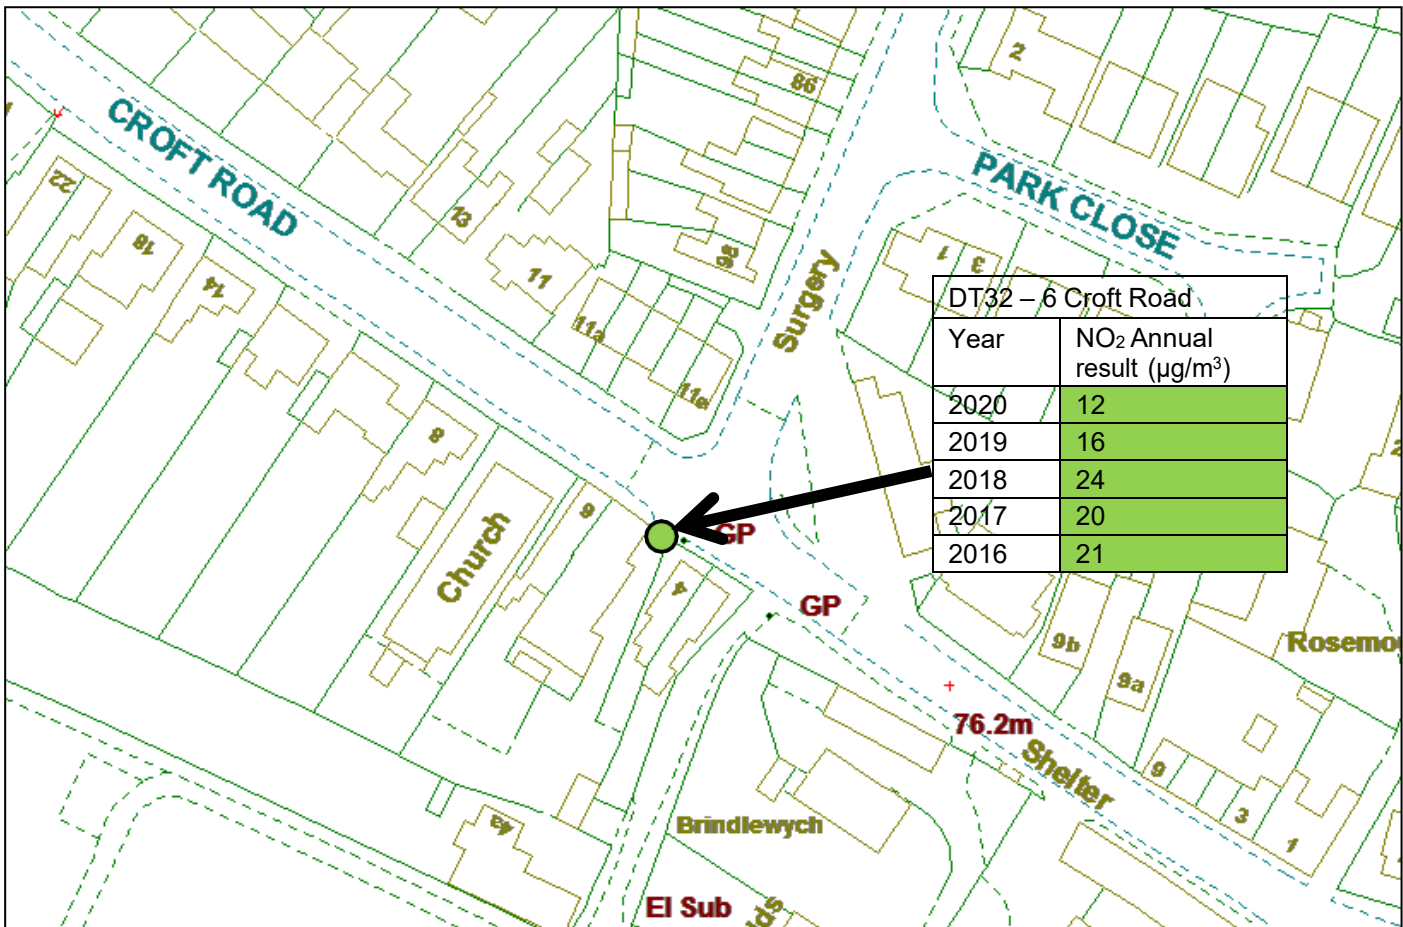 2
86
CROFT ROAD
PARK CLOSE
22
13
18
11
1
3
14
Surgery
11a
11e
DT32 – 6 Croft Road
Year NO₂ Annual result (µg/m³)
2020 12
2019 16
2018 24
2017 20
2016 21
8
6
Church
GP
4
GP
9b
9a
Rosemo
76.2m
Shelter
9
3
1
Brindlewych
4a
El Sub